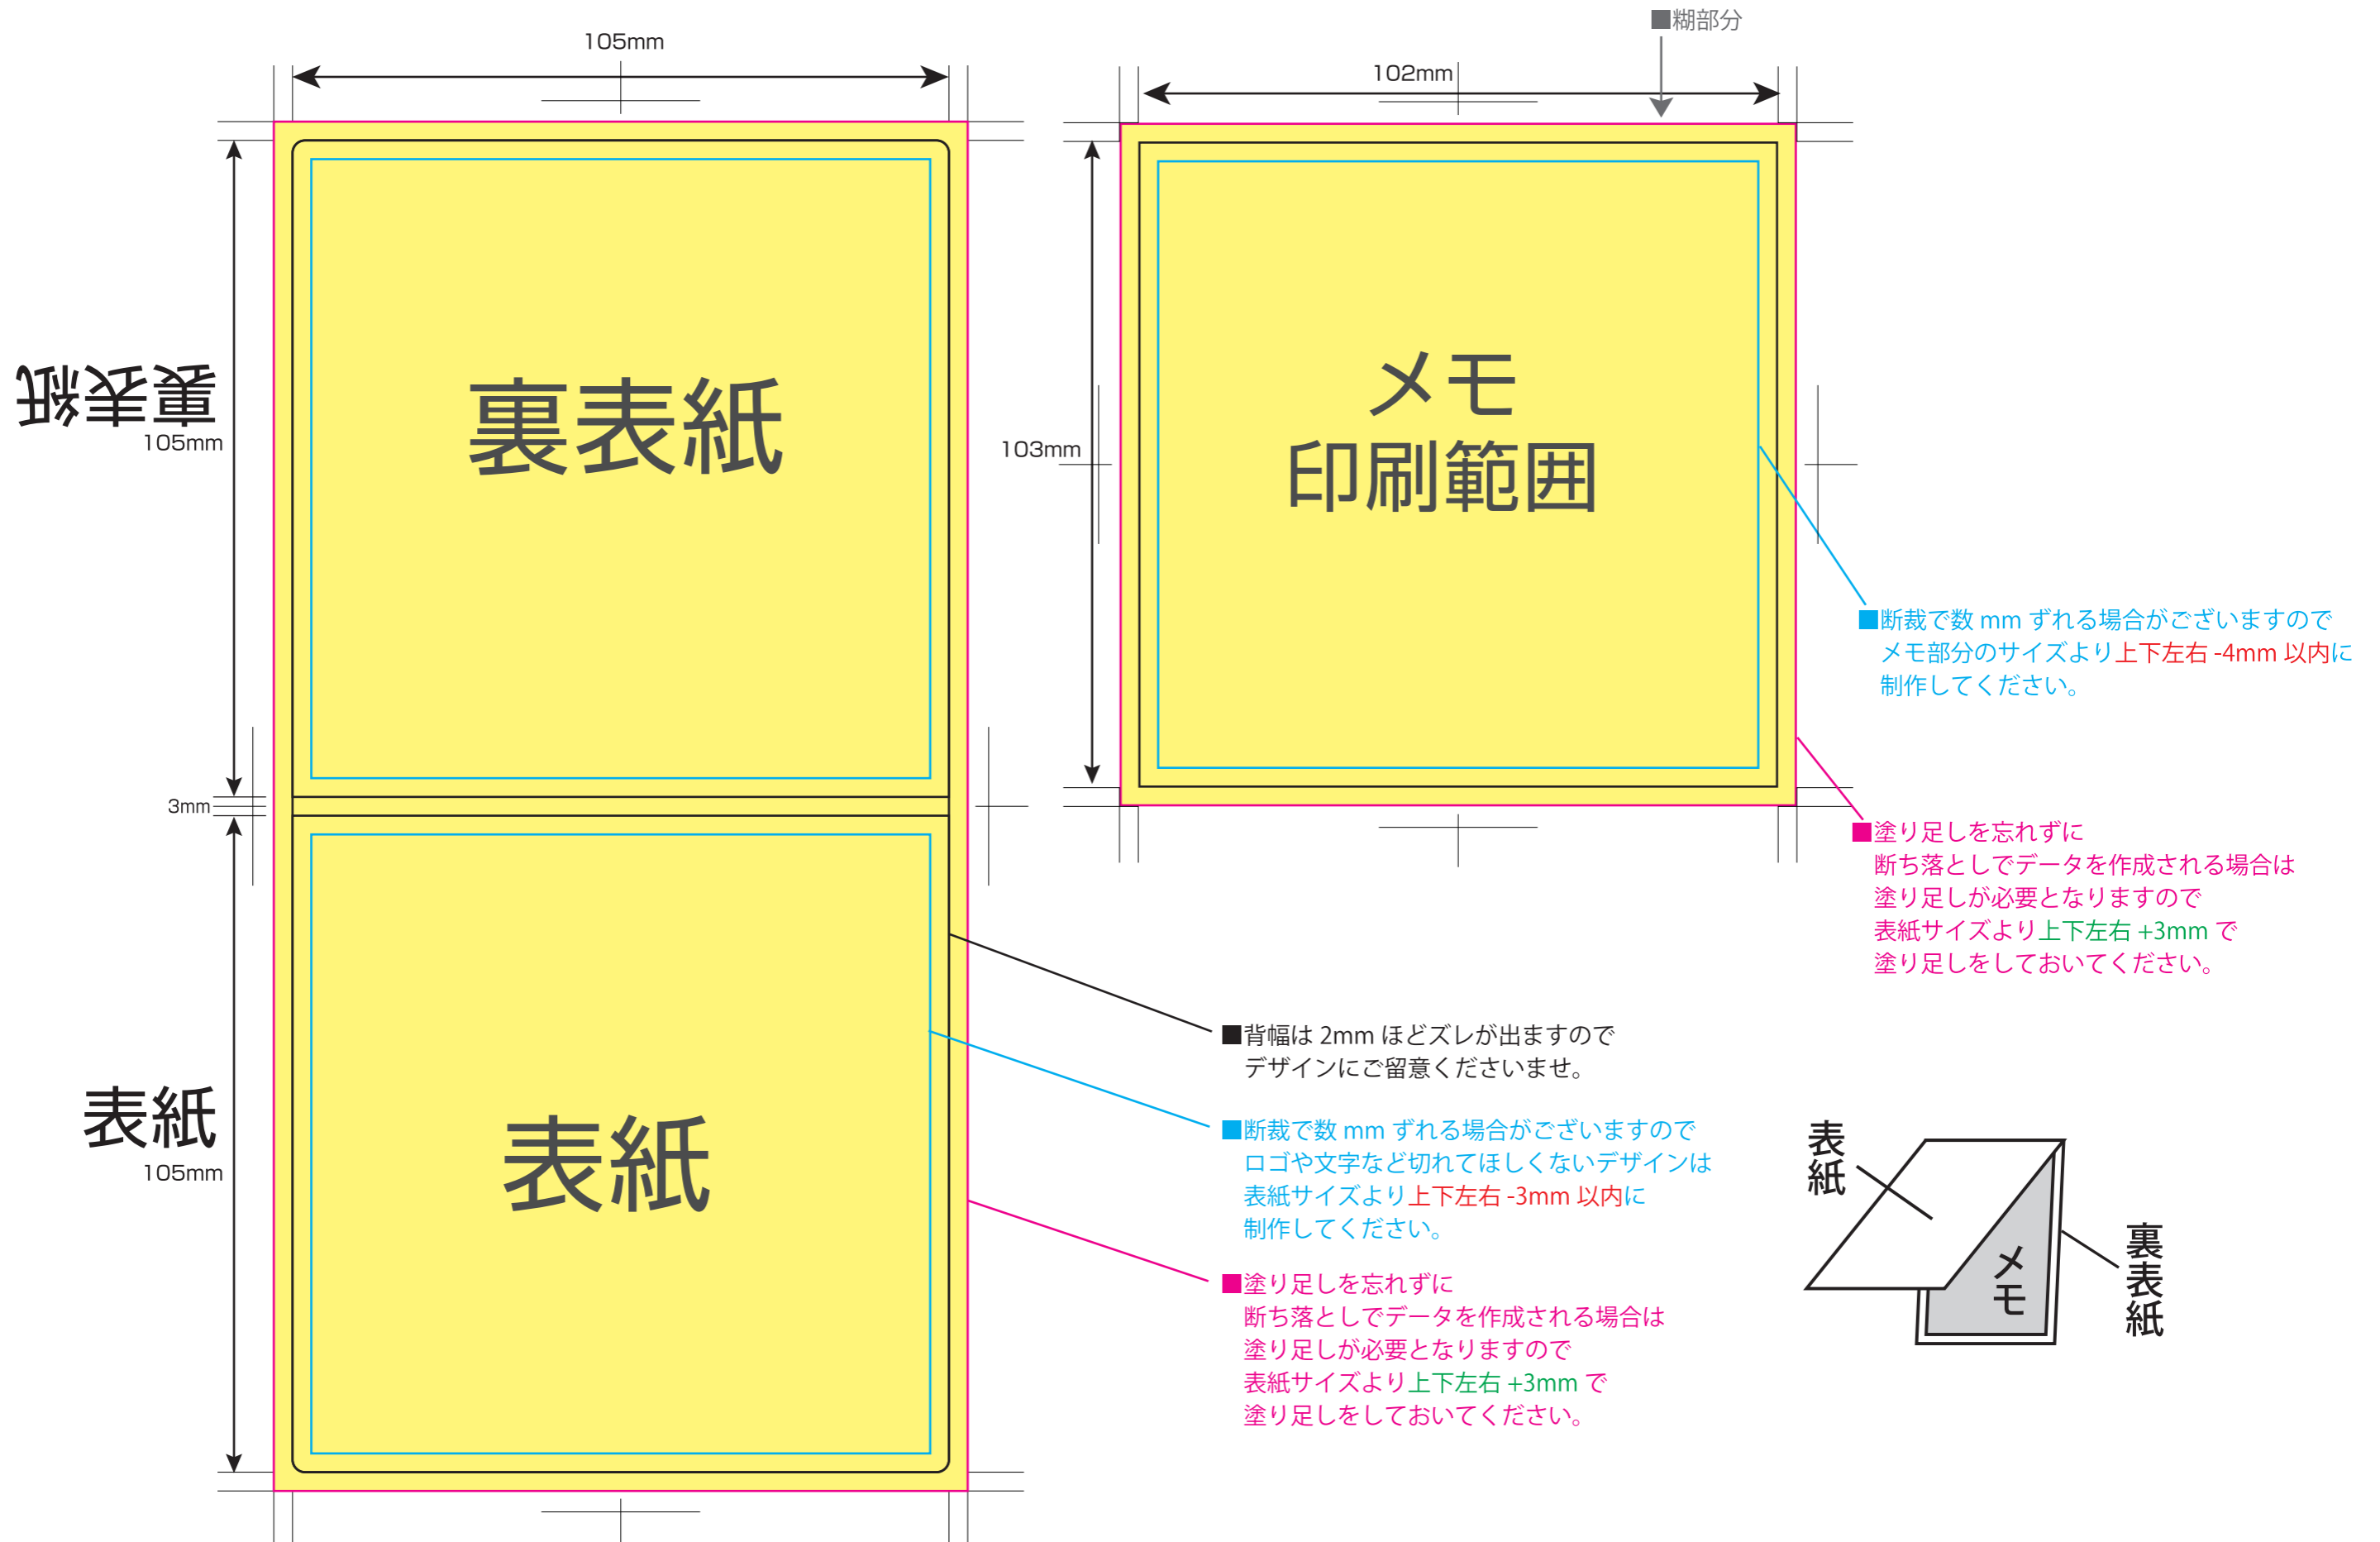 105mm
裏表紙
105mm
裏表紙
3mm
表紙
105mm
表紙
■糊部分
102mm
103mm
メモ
印刷範囲
■断裁で数 mm ずれる場合がございますので
メモ部分のサイズより上下左右 -4mm 以内に
制作してください。
■塗り足しを忘れずに
断ち落としでデータを作成される場合は
塗り足しが必要となりますので
表紙サイズより上下左右 +3mm で
塗り足しをしておいてください。
■背幅は 2mm ほどズレが出ますので
デザインにご留意くださいませ。
■断裁で数 mm ずれる場合がございますので
ロゴや文字など切れてほしくないデザインは
表紙サイズより上下左右 -3mm 以内に
制作してください。
■塗り足しを忘れずに
断ち落としでデータを作成される場合は
塗り足しが必要となりますので
表紙サイズより上下左右 +3mm で
塗り足しをしておいてください。
表紙
メモ
裏表紙